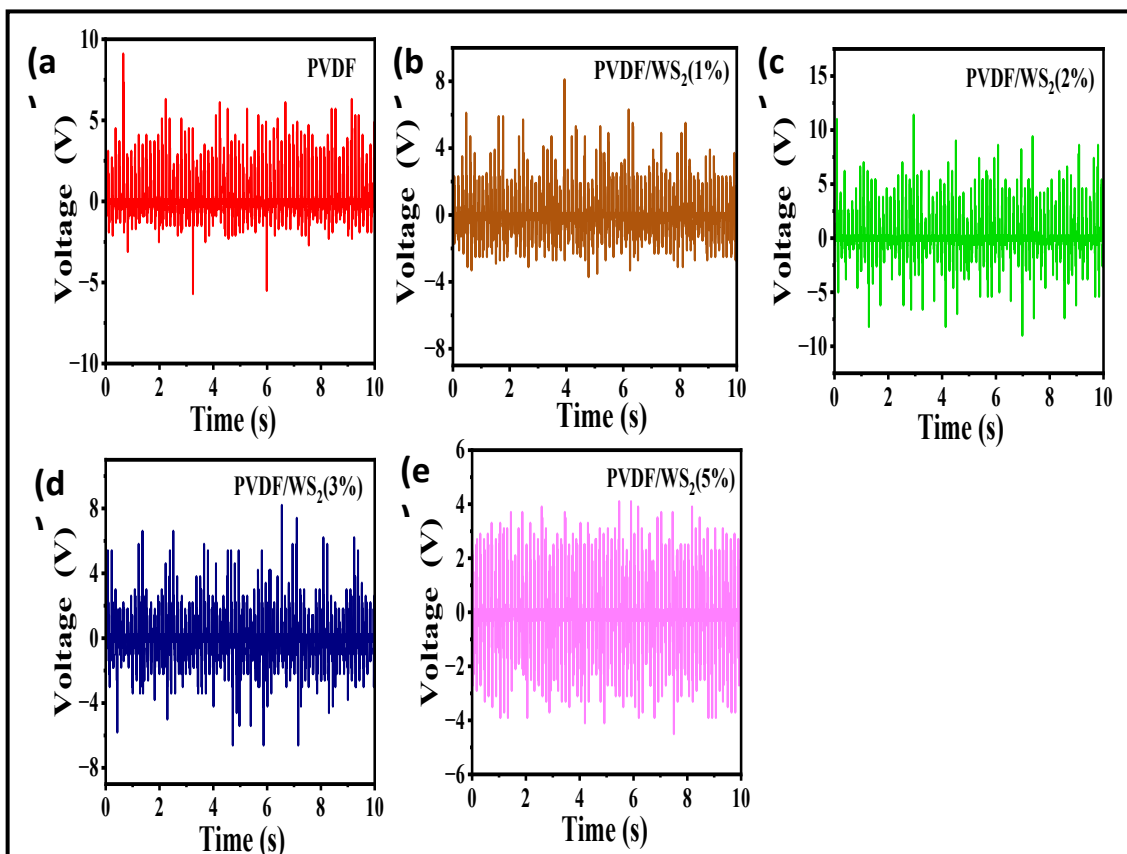 (a
PVDF
10
5
0
−5
−10
Voltage (V)
0 2 4 6 8 10
Time (s)
(b
PVDF/WS₂(1%)
8
4
0
−4
−8
Voltage (V)
0 2 4 6 8 10
Time (s)
(c
PVDF/WS₂(2%)
15
10
5
0
−5
−10
Voltage (V)
0 2 4 6 8 10
Time (s)
(d
PVDF/WS₂(3%)
8
4
0
−4
−8
Voltage (V)
0 2 4 6 8 10
Time (s)
(e
PVDF/WS₂(5%)
6
4
2
0
−2
−4
−6
Voltage (V)
0 2 4 6 8 10
Time (s)